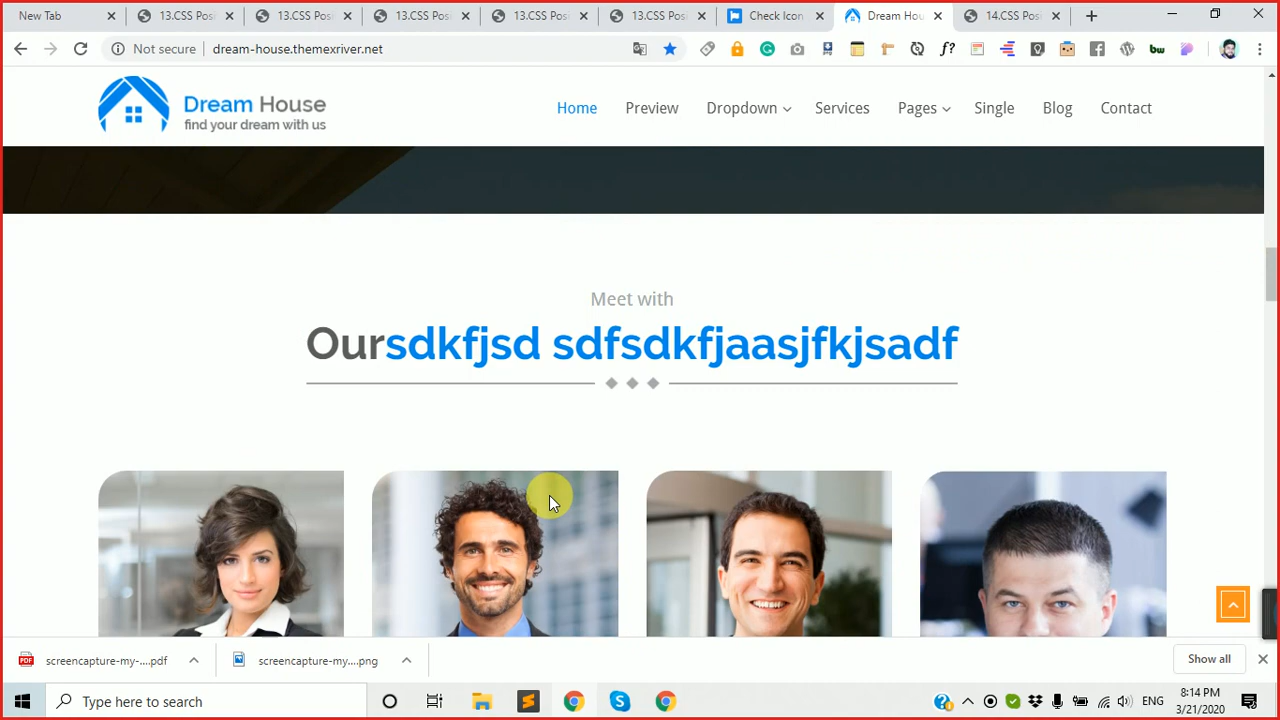 New Tab
13.CSS Pos
13.CSS Pos
13.CSS Posi
13.CSS Pos
13.CSS Posi
Check Icon
Dream Hou
14.CSS Pos
Not secure
dream-house.themexriver.net
Dream House
find your dream with us
Home
Preview
Dropdown
Services
Pages
Single
Blog
Contact
Meet with
Oursdkfjsd sdfsdkfjaasjfkjsadf
screencapture-my-....pdf
screencapture-my....png
Show all
Type here to search
ENG
8:14 PM
3/21/2020